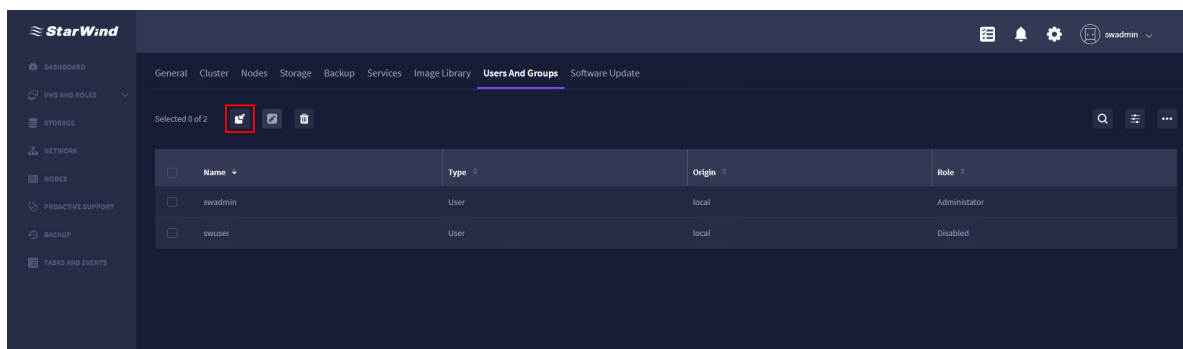 StarWind
swadmin
DASHBOARD
VMS AND ROLES
STORAGE
NETWORK
NODES
PROACTIVE SUPPORT
BACKUP
TASKS AND EVENTS
General Cluster Nodes Storage Backup Services Image Library Users And Groups Software Update
Selected 0 of 2
Name Type Origin Role
swadmin User local Administator
swuser User local Disabled